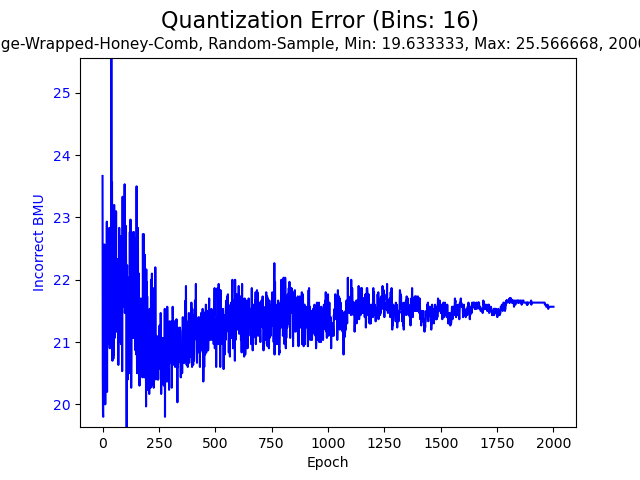 Quantization Error (Bins: 16)
ge-Wrapped-Honey-Comb, Random-Sample, Min: 19.633333, Max: 25.566668, 200
25
24
23
22
21
20
Incorrect BMU
0 250 500 750 1000 1250 1500 1750 2000
Epoch